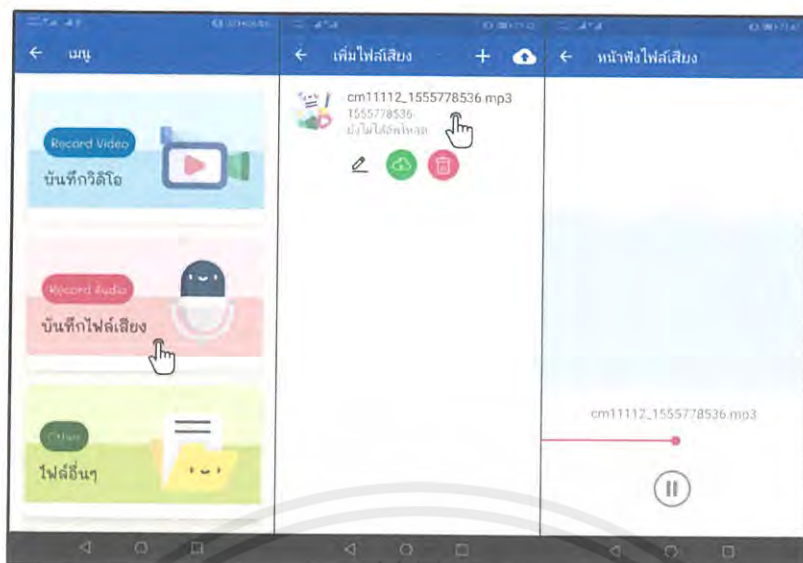 เมนู
Record Video
บันทึกวิดีโอ
Record Audio
บันทึกไฟล์เสียง
Other
ไฟล์อื่นๆ
เพิ่มไฟล์เสียง
cm11112_1555778536.mp3
1555778536
ยังไม่ได้อัพโหลด
หน้าฟังไฟล์เสียง
cm11112_1555778536.mp3